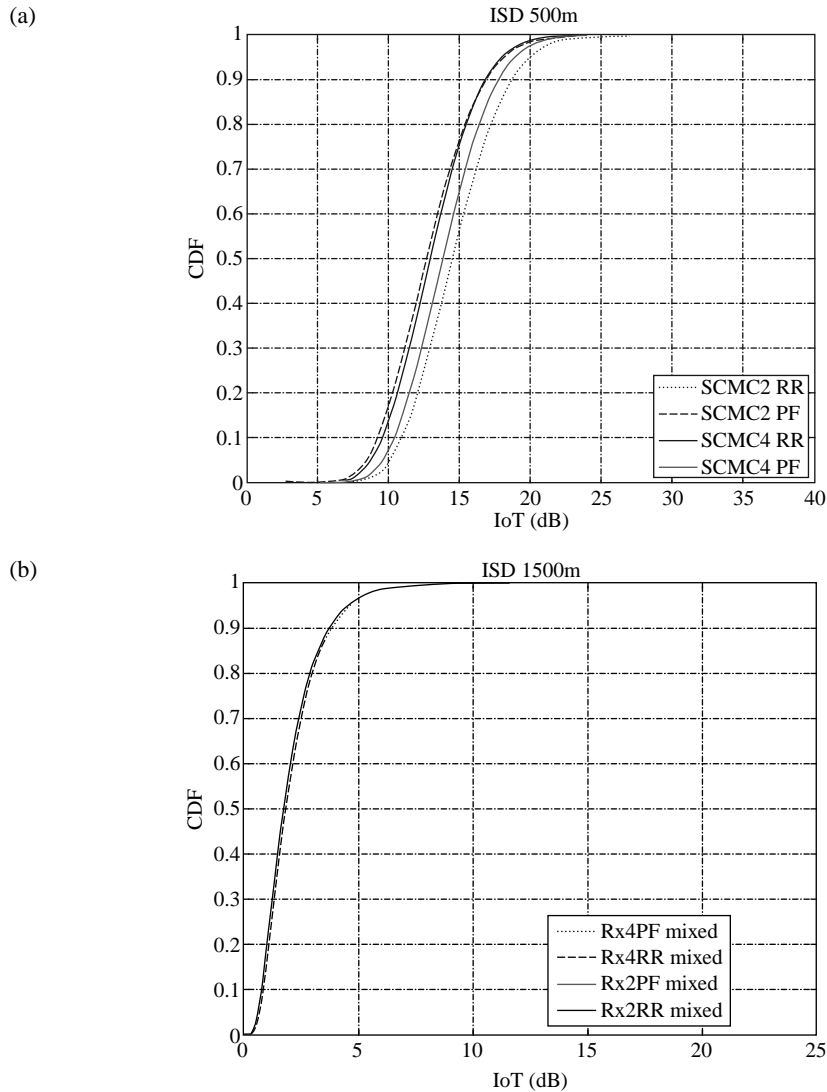 (a)
ISD 500m
1
0.9
0.8
0.7
0.6
0.5
0.4
0.3
0.2
0.1
0
CDF
SCMC2 RR
SCMC2 PF
SCMC4 RR
SCMC4 PF
0 5 10 15 20 25 30 35 40
IoT (dB)
(b)
ISD 1500m
1
0.9
0.8
0.7
0.6
0.5
0.4
0.3
0.2
0.1
0
CDF
Rx4PF mixed
Rx4RR mixed
Rx2PF mixed
Rx2RR mixed
0 5 10 15 20 25
IoT (dB)